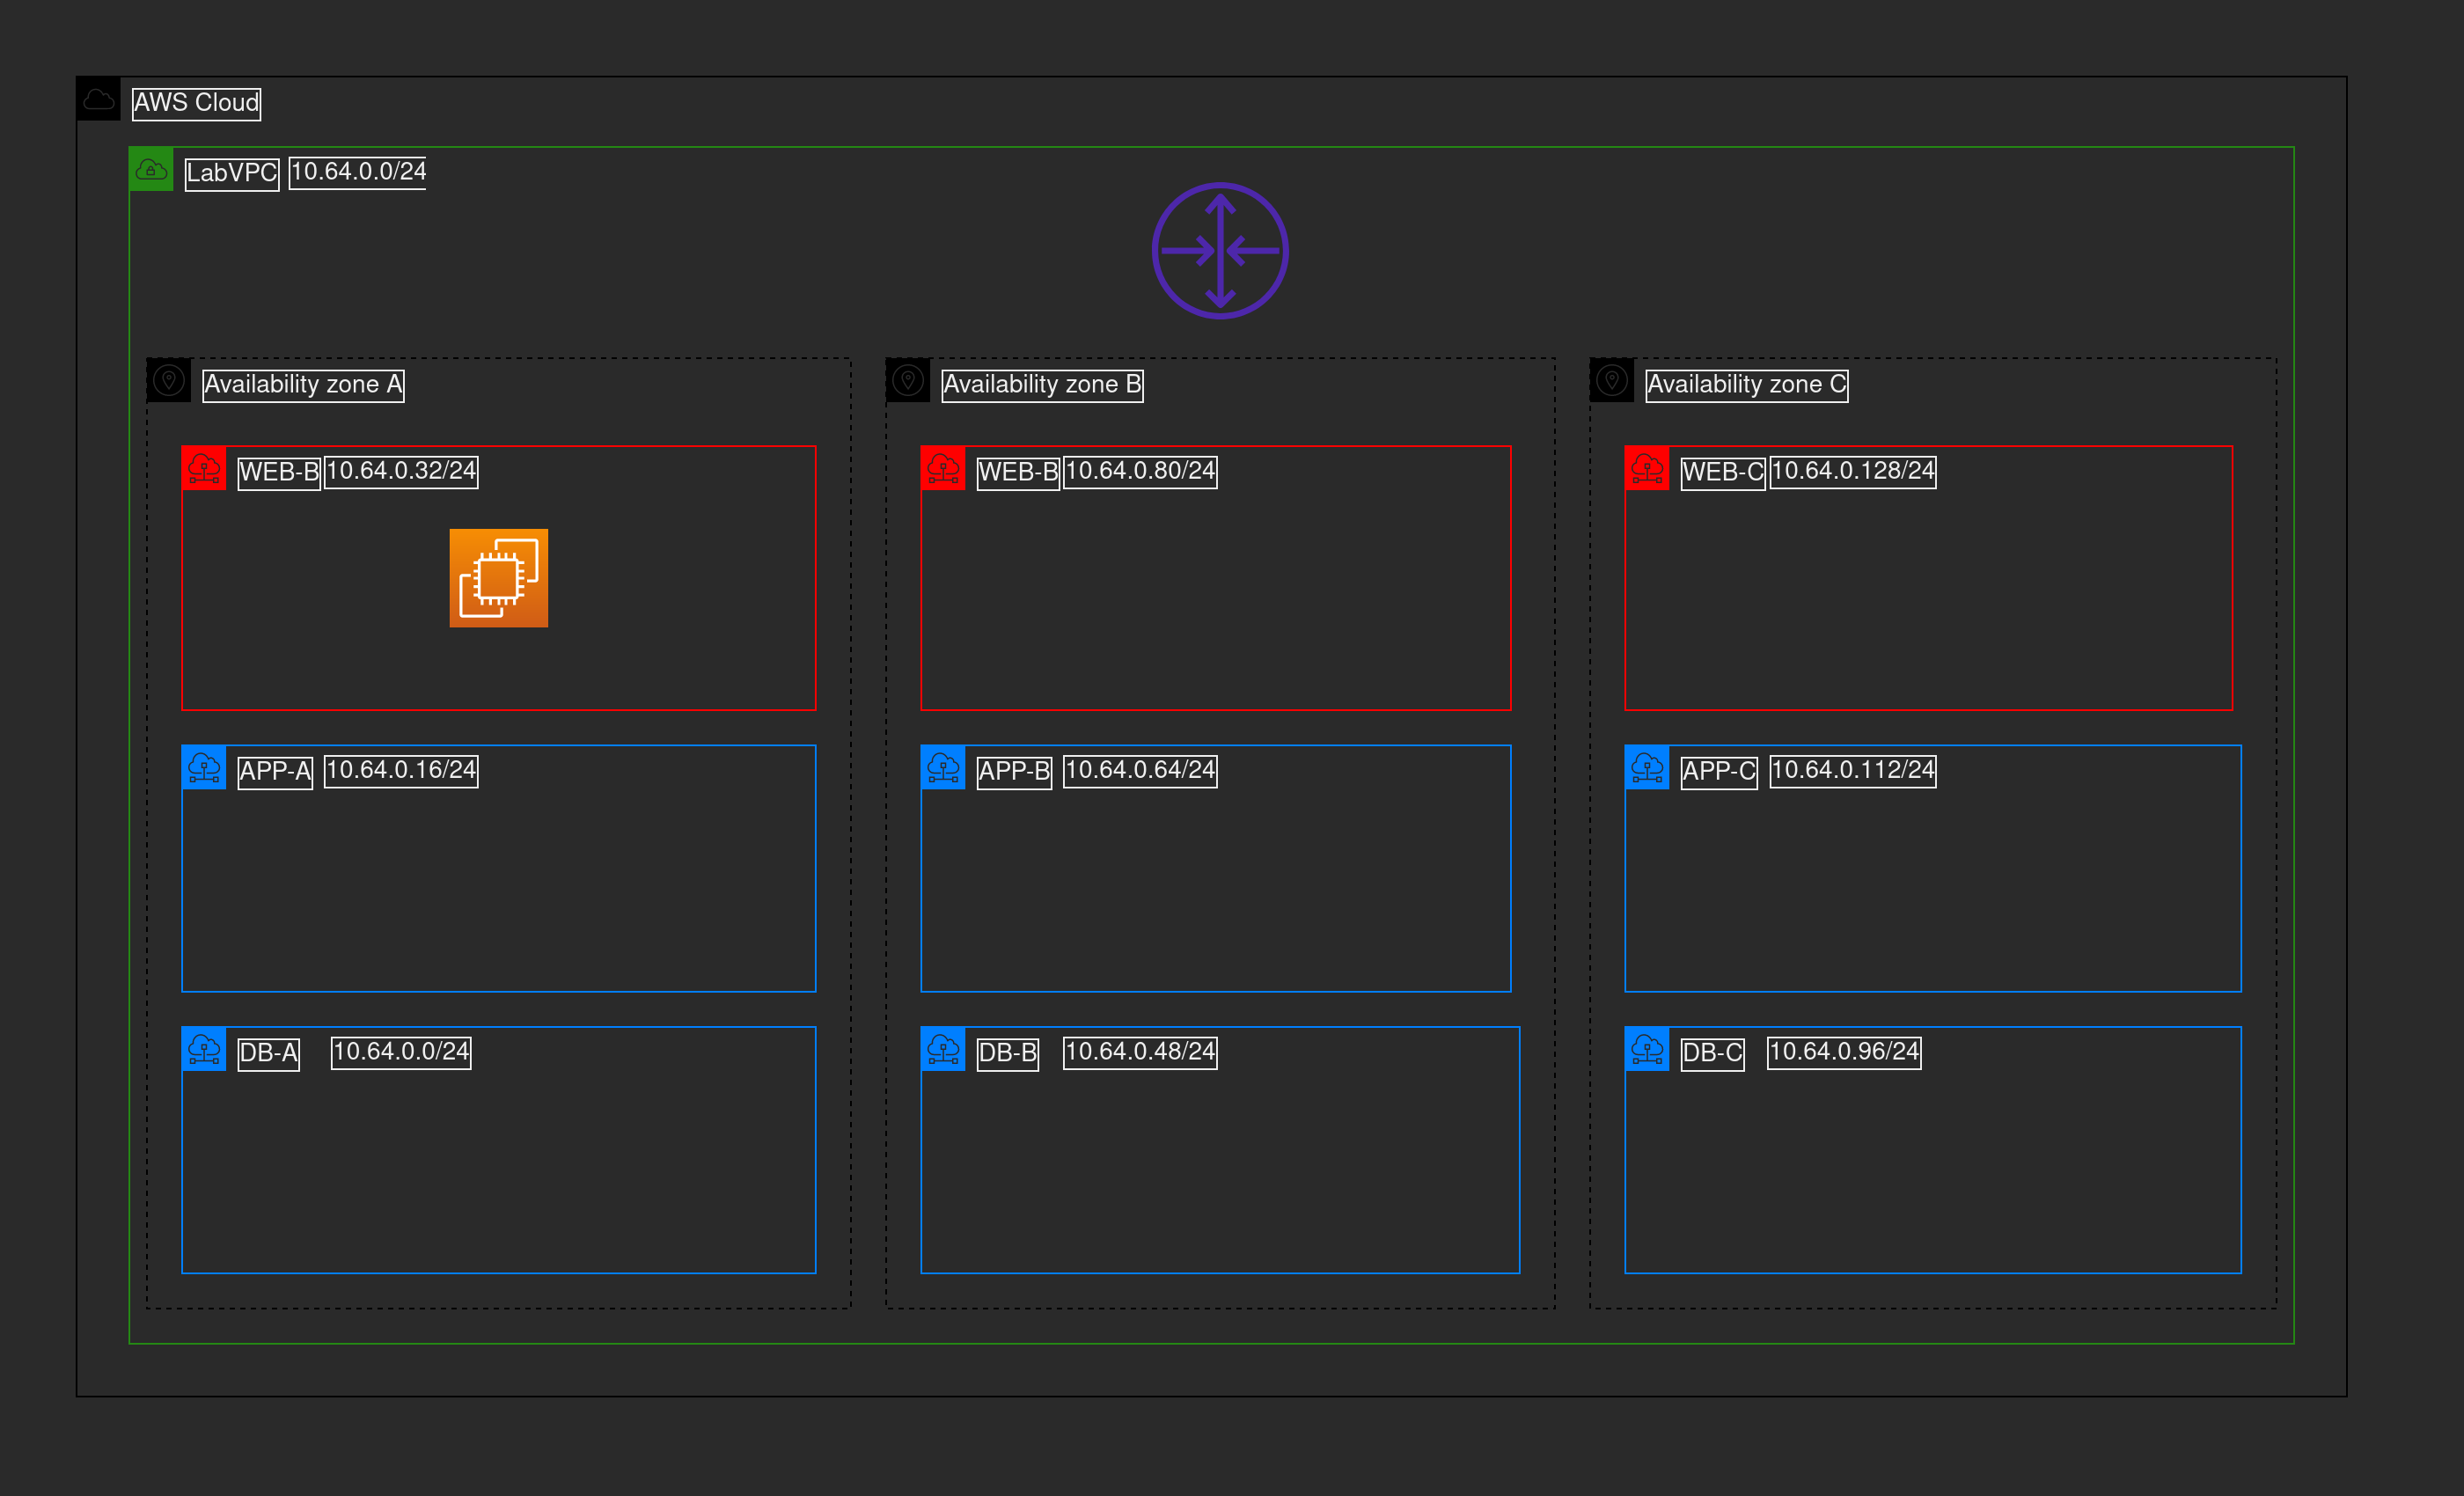 AWS Cloud
LabVPC 10.64.0.0/24
Availability zone A
Availability zone B
Availability zone C
WEB-B 10.64.0.32/24
WEB-B 10.64.0.80/24
WEB-C 10.64.0.128/24
APP-A 10.64.0.16/24
APP-B 10.64.0.64/24
APP-C 10.64.0.112/24
DB-A 10.64.0.0/24
DB-B 10.64.0.48/24
DB-C 10.64.0.96/24